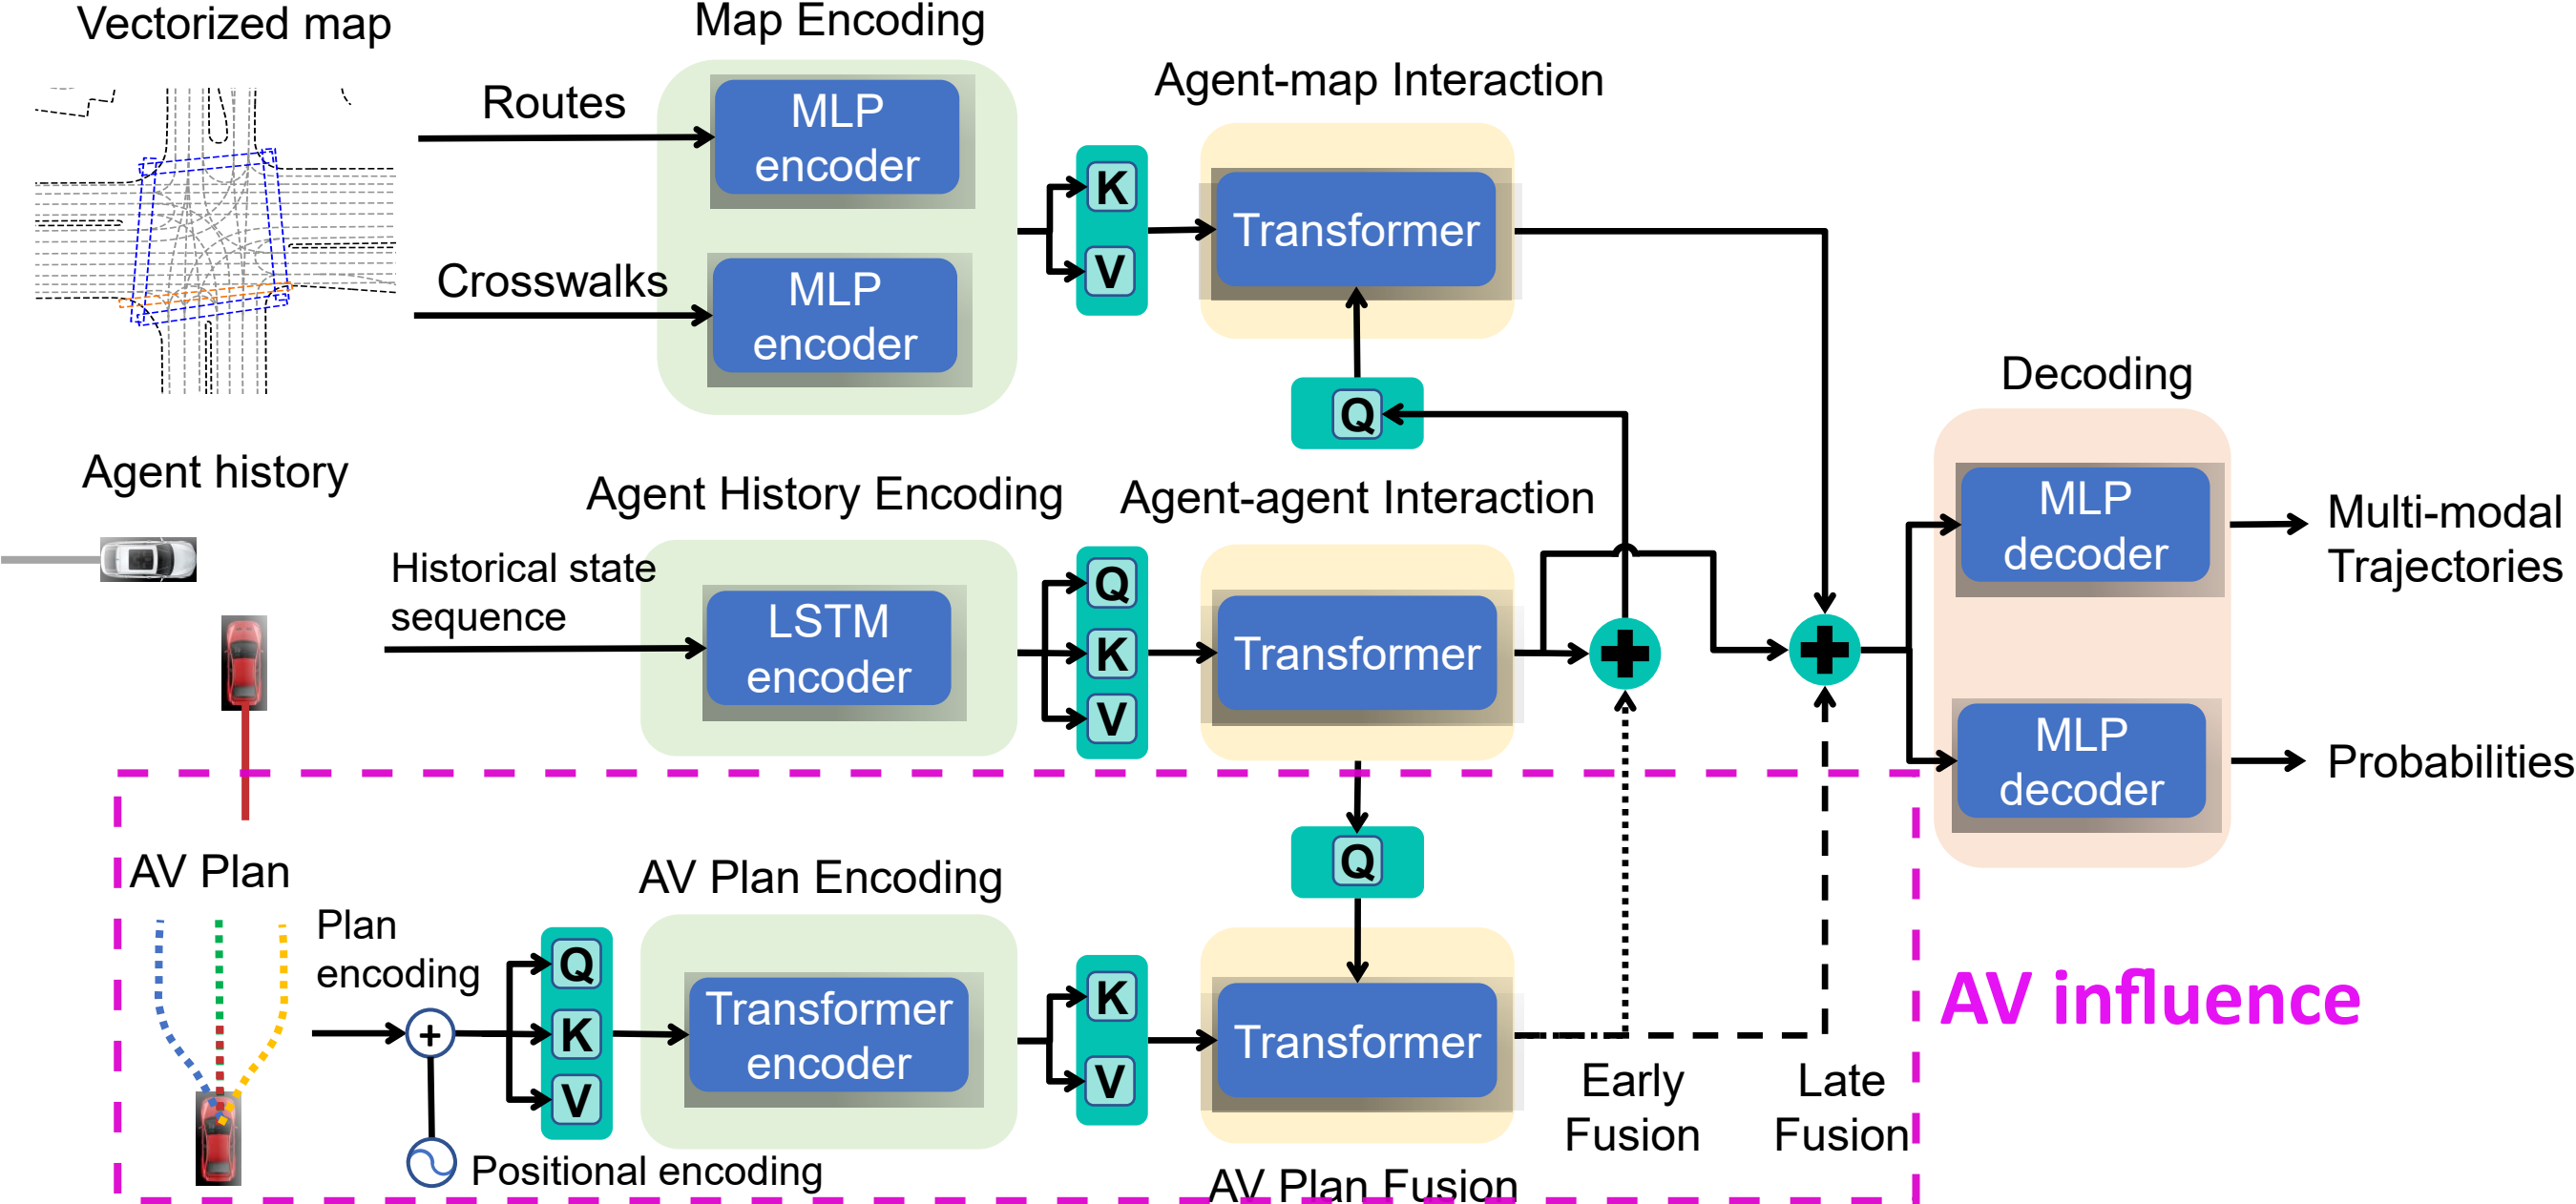 Vectorized map
Map Encoding
Routes
MLP
encoder
Crosswalks
MLP
encoder
K
V
Agent-map Interaction
Transformer
Q
Agent history
Historical state
sequence
Agent History Encoding
LSTM
encoder
Q
K
V
Agent-agent Interaction
Transformer
Decoding
MLP
decoder
Multi-modal
Trajectories
MLP
decoder
Probabilities
AV Plan
Plan
encoding
+
Positional encoding
Q
K
V
AV Plan Encoding
Transformer
encoder
K
V
Q
Transformer
AV Plan Fusion
Early
Fusion
Late
Fusion
AV influence